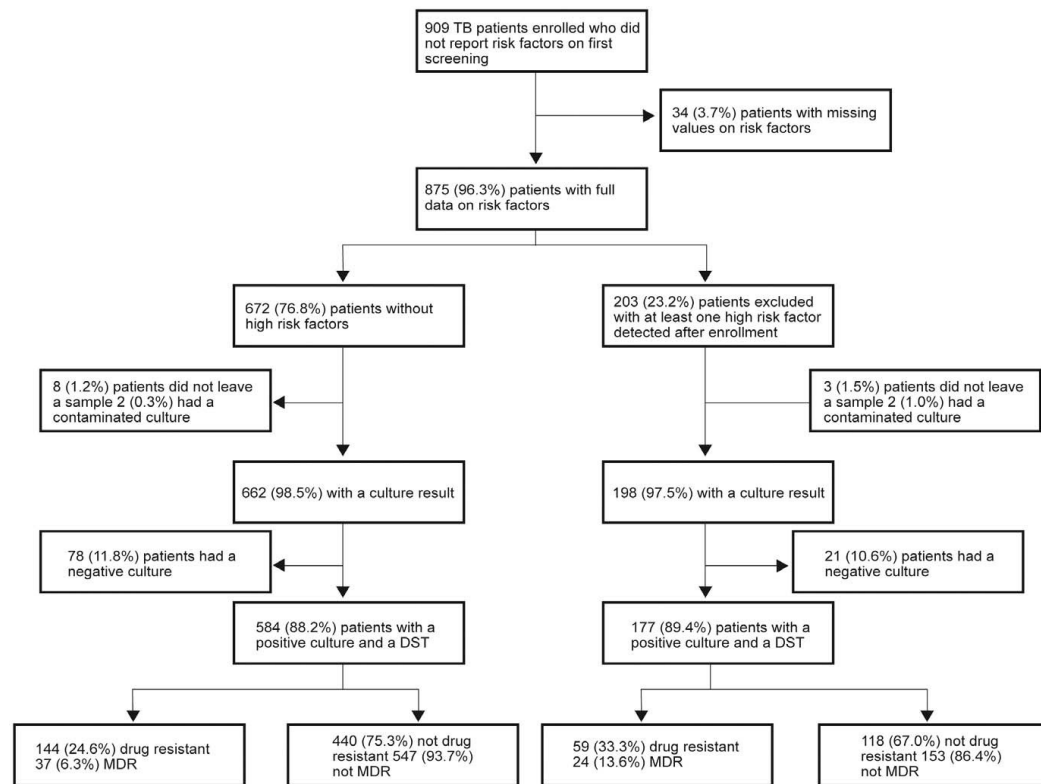 909 TB patients enrolled who did
not report risk factors on first
screening
34 (3.7%) patients with missing
values on risk factors
875 (96.3%) patients with full
data on risk factors
672 (76.8%) patients without
high risk factors
203 (23.2%) patients excluded
with at least one high risk factor
detected after enrollment
8 (1.2%) patients did not leave
a sample 2 (0.3%) had a
contaminated culture
3 (1.5%) patients did not leave
a sample 2 (1.0%) had a
contaminated culture
662 (98.5%) with a culture result
198 (97.5%) with a culture result
78 (11.8%) patients had a
negative culture
21 (10.6%) patients had a
negative culture
584 (88.2%) patients with a
positive culture and a DST
177 (89.4%) patients with a
positive culture and a DST
144 (24.6%) drug resistant
37 (6.3%) MDR
440 (75.3%) not drug
resistant 547 (93.7%)
not MDR
59 (33.3%) drug resistant
24 (13.6%) MDR
118 (67.0%) not drug
resistant 153 (86.4%)
not MDR